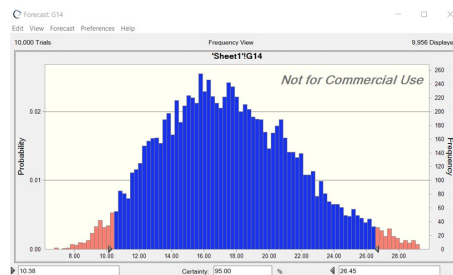 Forecast: G14
Edit View Forecast Preferences Help
10,000 Trials Frequency View 9,956 Displaye
'Sheet1'!G14
Not for Commercial Use
Probability
0.02
0.01
0.00
Frequency
260
240
220
200
180
160
140
120
100
80
60
40
20
0
8.00 10.00 12.00 14.00 16.00 18.00 20.00 22.00 24.00 26.00 28.00
10.38 Certainty: 95.00 % 26.45